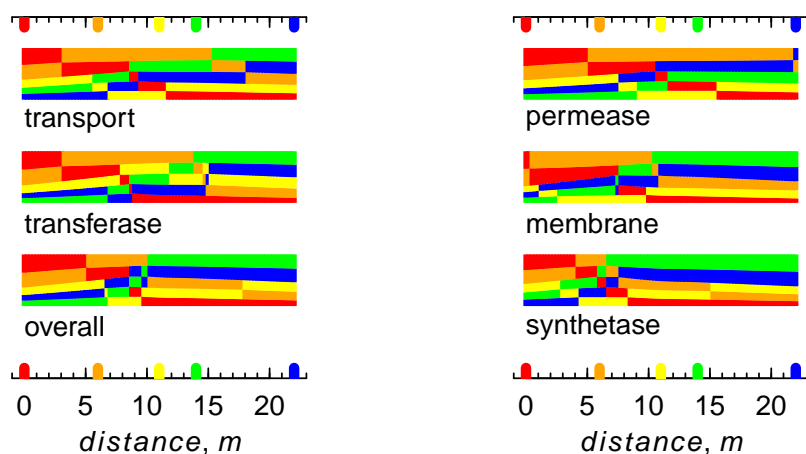 transport
permease
transferase
membrane
overall
synthetase
0 5 10 15 20
0 5 10 15 20
distance, m
distance, m